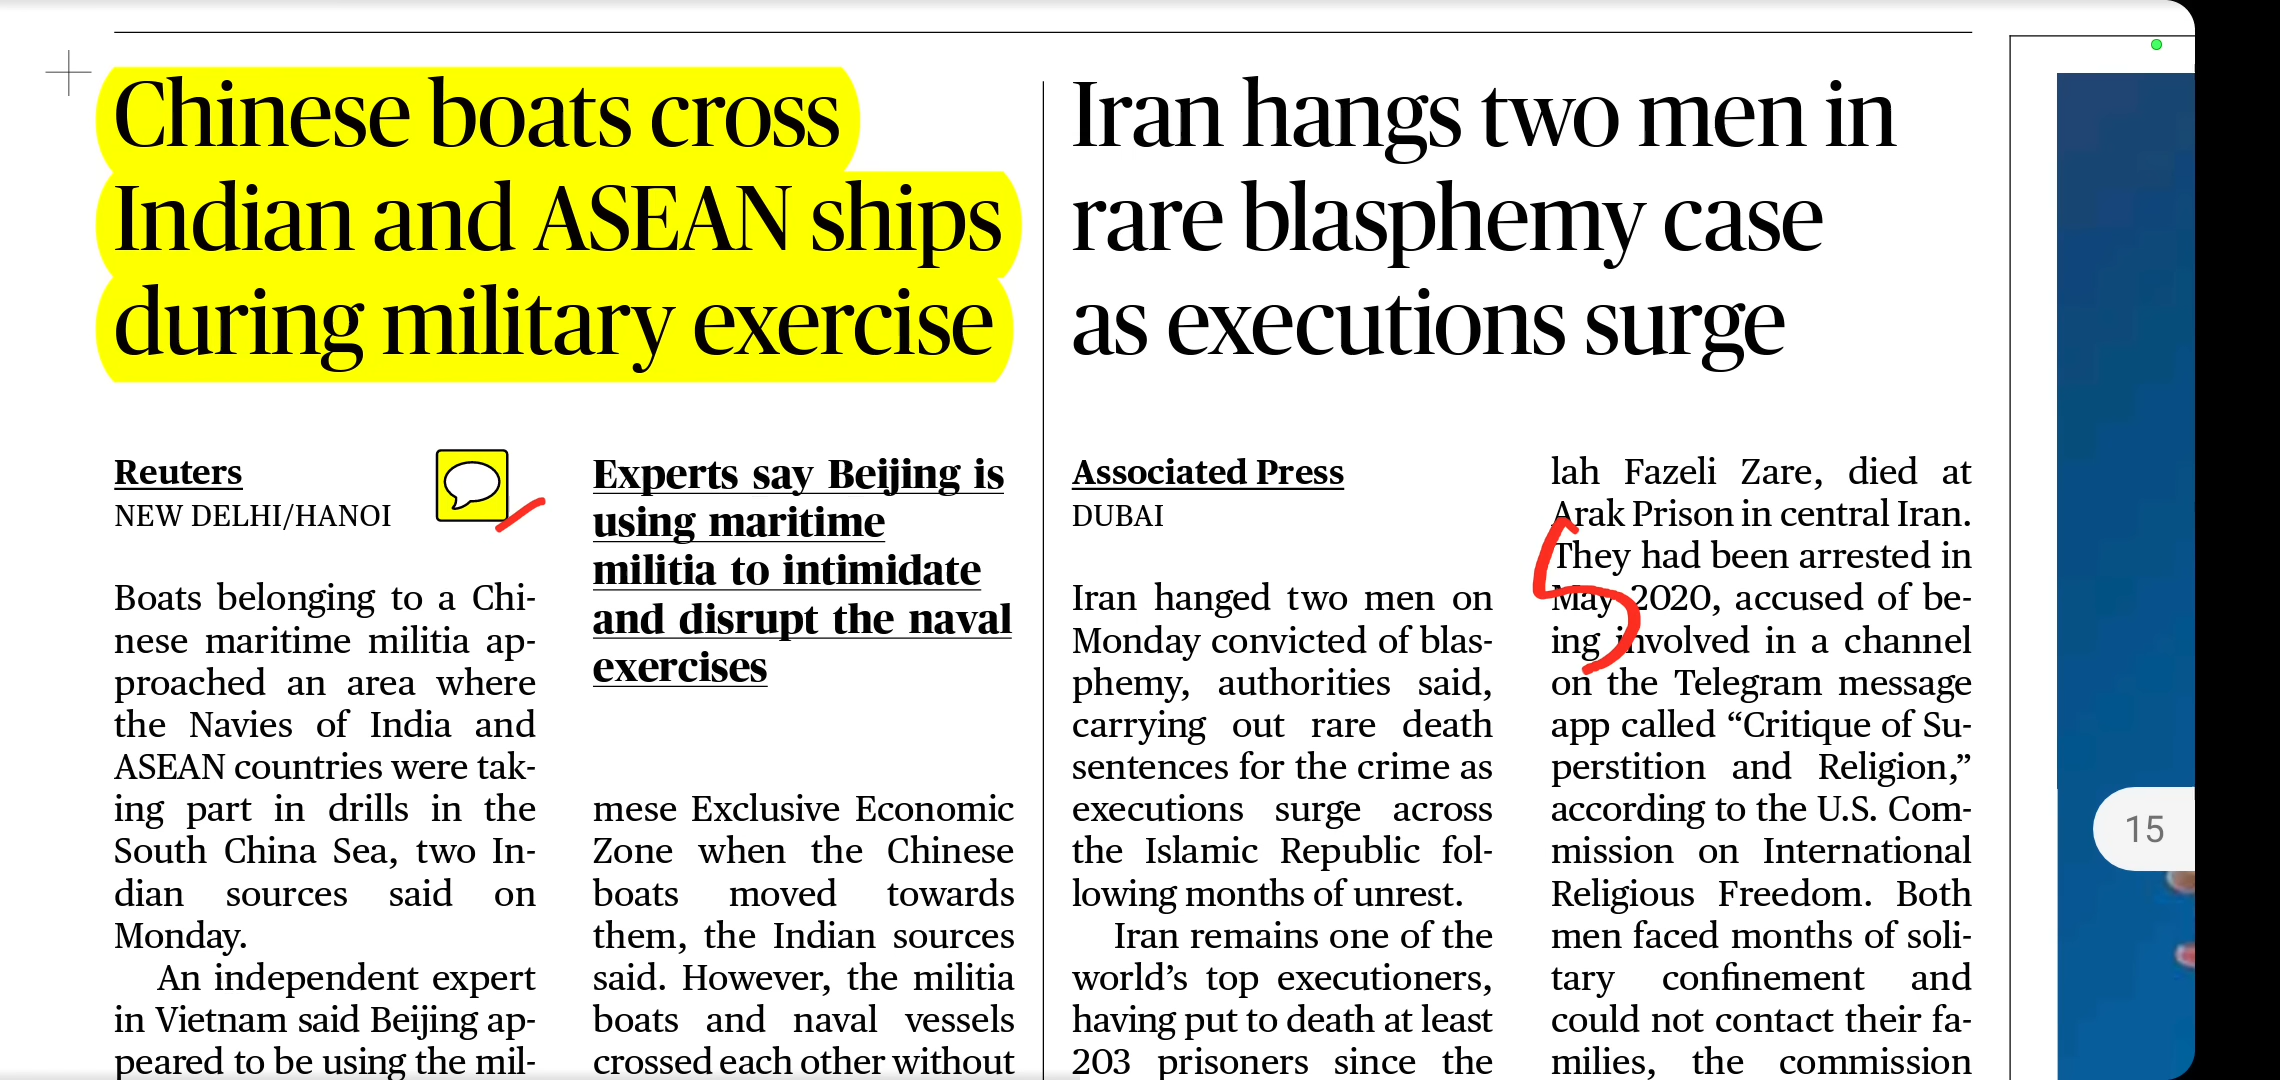 Chinese boats cross
Indian and ASEAN ships
during military exercise
Reuters
NEW DELHI/HANOI
Boats belonging to a Chi-
nese maritime militia ap-
proached an area where
the Navies of India and
ASEAN countries were tak-
ing part in drills in the
South China Sea, two In-
dian sources said on
Monday.
An independent expert
in Vietnam said Beijing ap-
peared to be using the mil-
Experts say Beijing is
using maritime
militia to intimidate
and disrupt the naval
exercises
mese Exclusive Economic
Zone when the Chinese
boats moved towards
them, the Indian sources
said. However, the militia
boats and naval vessels
crossed each other without
Iran hangs two men in
rare blasphemy case
as executions surge
Associated Press
DUBAI
Iran hanged two men on
Monday convicted of blas-
phemy, authorities said,
carrying out rare death
sentences for the crime as
executions surge across
the Islamic Republic fol-
lowing months of unrest.
Iran remains one of the
world's top executioners,
having put to death at least
203 prisoners since the
lah Fazeli Zare, died at
Arak Prison in central Iran.
They had been arrested in
May 2020, accused of be-
ing involved in a channel
on the Telegram message
app called “Critique of Su-
perstition and Religion,”
according to the U.S. Com-
mission on International
Religious Freedom. Both
men faced months of soli-
tary confinement and
could not contact their fa-
milies, the commission
5
15